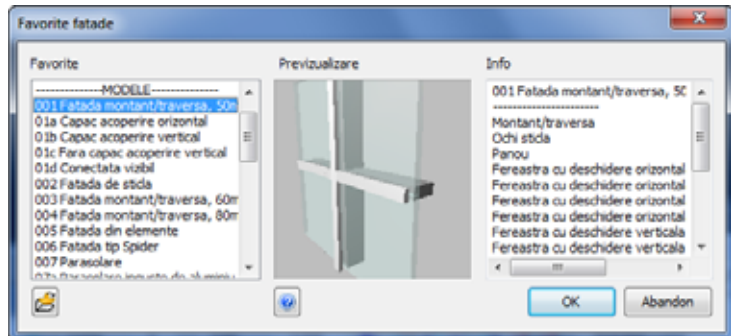 Favorite fatade
Favorite
Previzualizare
Info
---------------MODELE---------------
001 Fatada montant/traversa, 50m
01a Capac acoperire orizontal
01b Capac acoperire vertical
01c Fara capac acoperire vertical
01d Conectata vizibil
002 Fatada de sticla
003 Fatada montant/traversa, 60m
004 Fatada montant/traversa, 80m
005 Fatada din elemente
006 Fatada tip Spider
007 Parasolare
001 Fatada montant/traversa, 50
------------------------
Montant/traversa
Ochi sticla
Panou
Fereastra cu deschidere orizontal
Fereastra cu deschidere orizontal
Fereastra cu deschidere orizontal
Fereastra cu deschidere orizontal
Fereastra cu deschidere verticala
Fereastra cu deschidere verticala
OK
Abandon